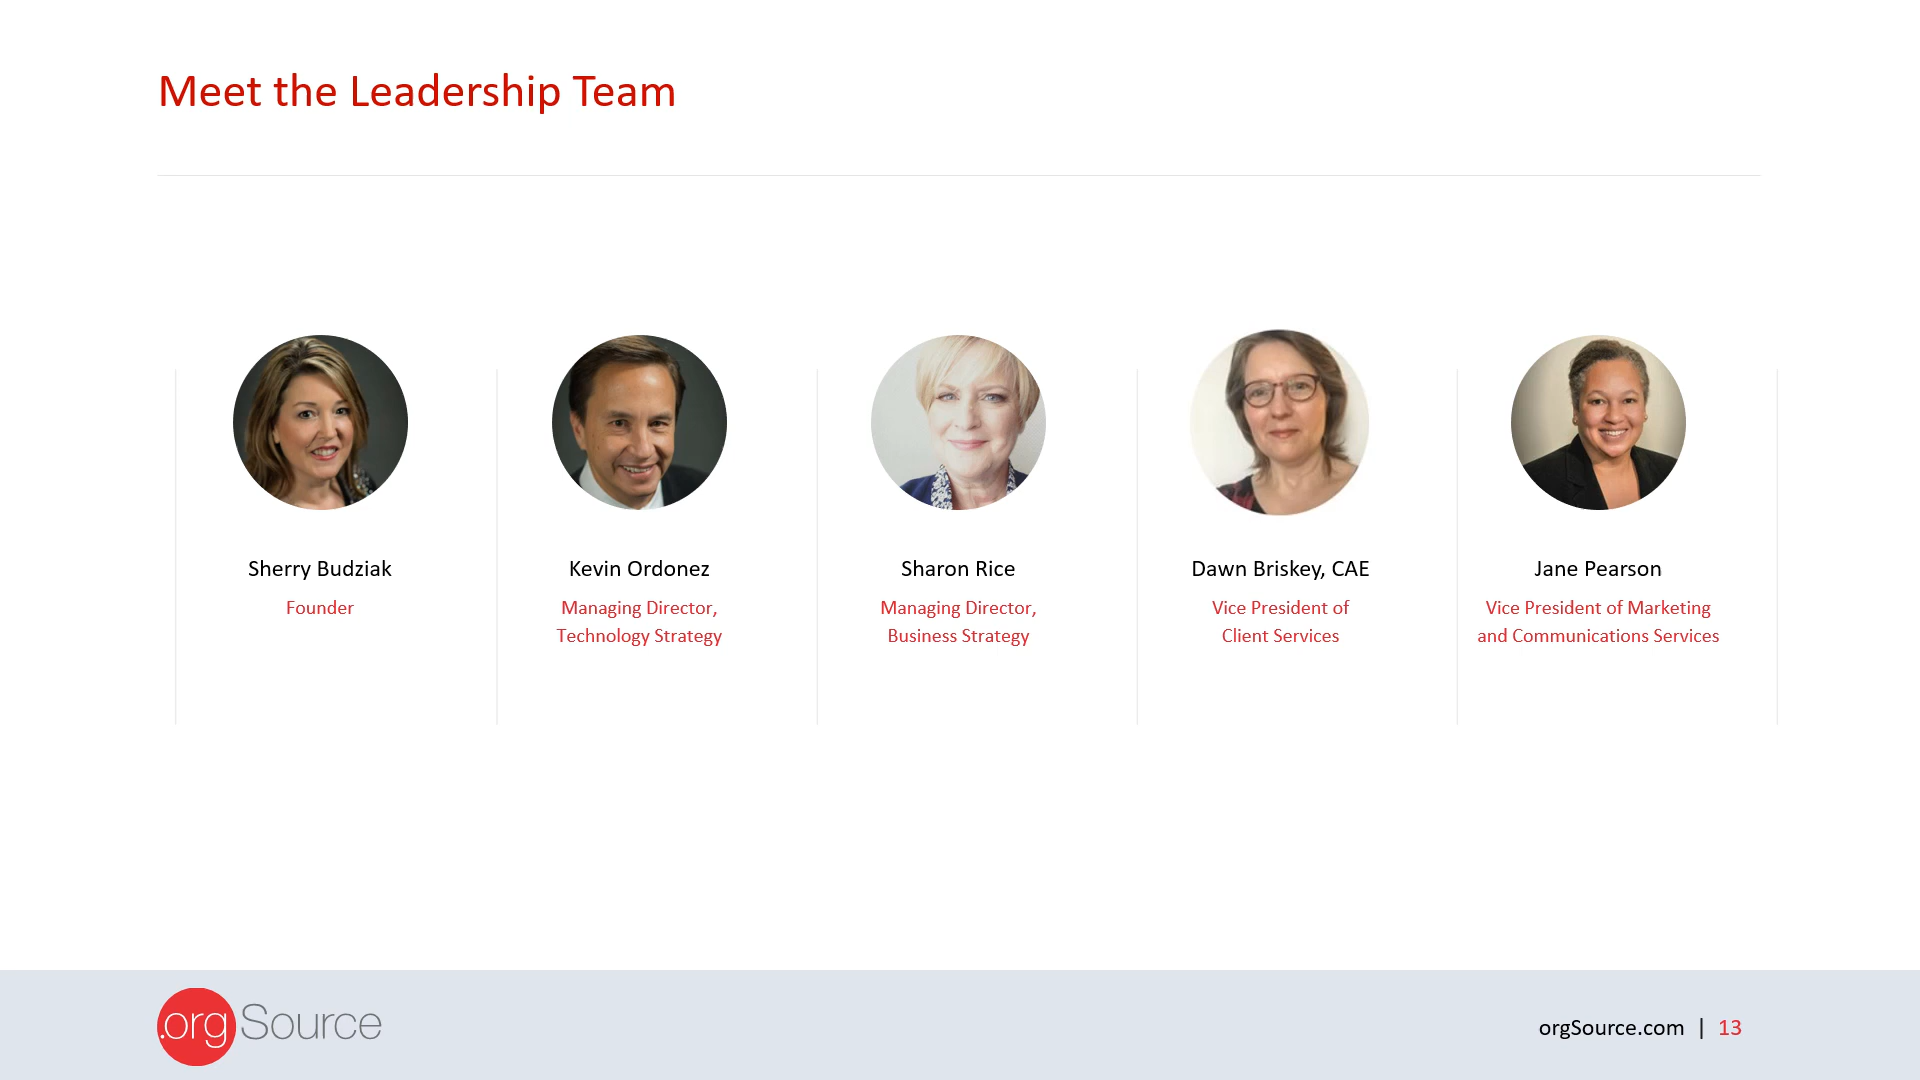 Meet the Leadership Team
Sherry Budziak
Founder
Kevin Ordonez
Managing Director,
Technology Strategy
Sharon Rice
Managing Director,
Business Strategy
Dawn Briskey, CAE
Vice President of
Client Services
Jane Pearson
Vice President of Marketing
and Communications Services
.orgSource
orgSource.com | 13